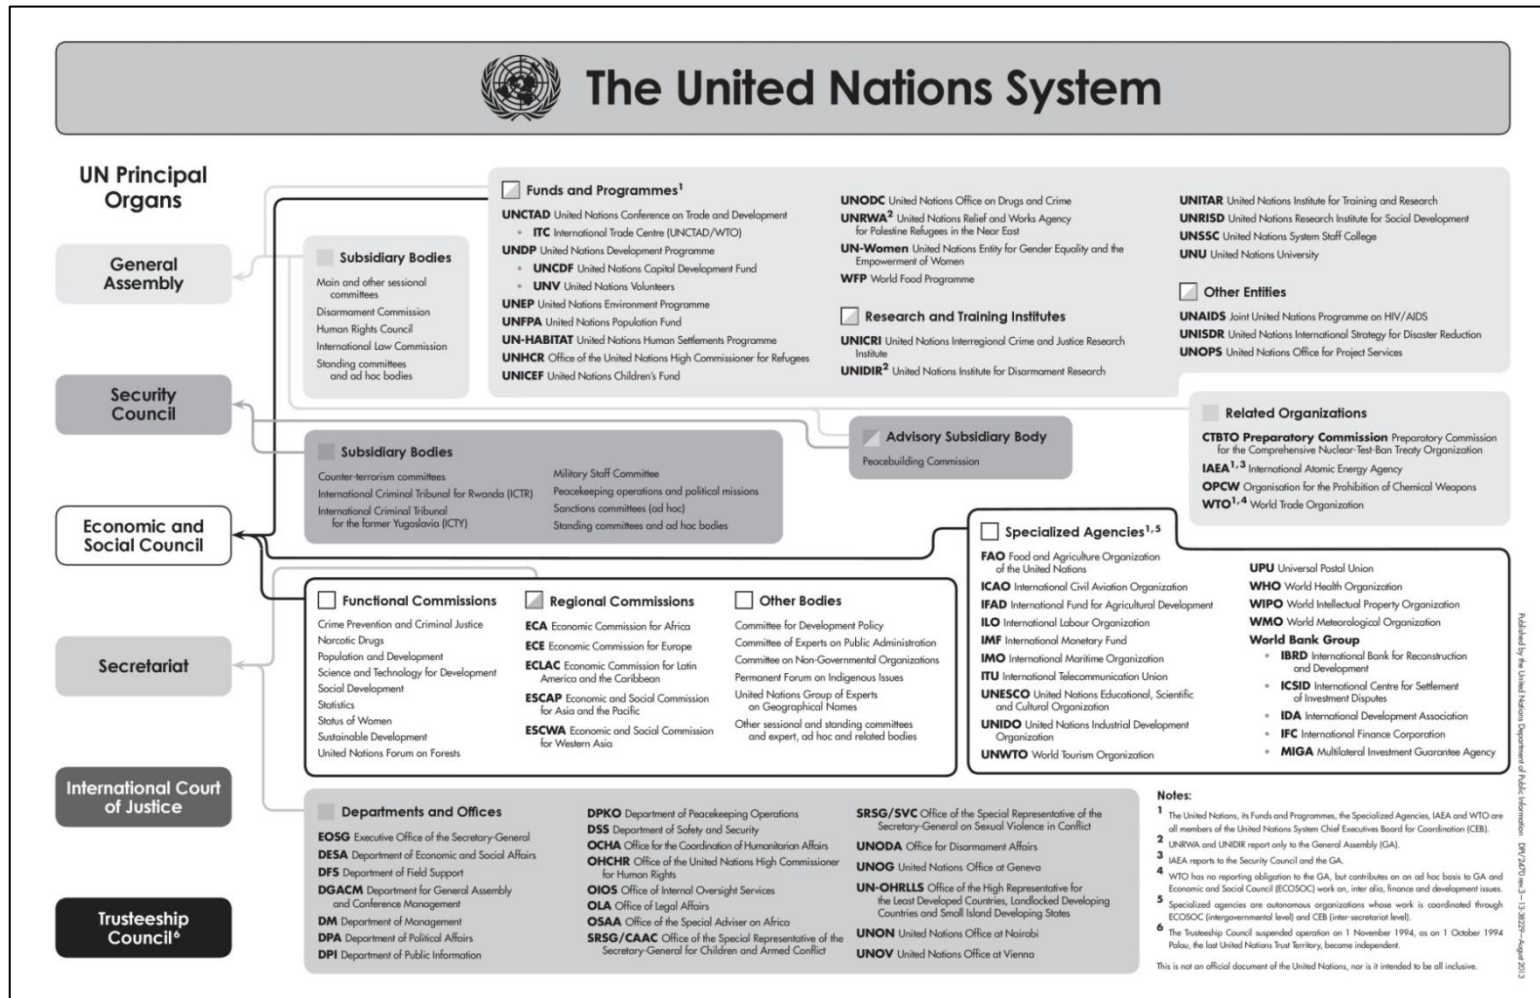 The United Nations System
UN Principal
Organs
General
Assembly
Security
Council
Economic and
Social Council
Secretariat
International Court
of Justice
Trusteeship
Council6
Subsidiary Bodies
Main and other sessional
committees
Disarmament Commission
Human Rights Council
International Law Commission
Standing committees
and ad hoc bodies
Funds and Programmes1
UNCTAD United Nations Conference on Trade and Development
• ITC International Trade Centre (UNCTAD/WTO)
UNDP United Nations Development Programme
• UNCDF United Nations Capital Development Fund
• UNV United Nations Volunteers
UNEP United Nations Environment Programme
UNFPA United Nations Population Fund
UN-HABITAT United Nations Human Settlements Programme
UNHCR Office of the United Nations High Commissioner for Refugees
UNICEF United Nations Children's Fund
UNODC United Nations Office on Drugs and Crime
UNRWA2 United Nations Relief and Works Agency
for Palestine Refugees in the Near East
UN-Women United Nations Entity for Gender Equality and the
Empowerment of Women
WFP World Food Programme
Research and Training Institutes
UNICRI United Nations Interregional Crime and Justice Research
Institute
UNIDIR2 United Nations Institute for Disarmament Research
UNITAR United Nations Institute for Training and Research
UNRISD United Nations Research Institute for Social Development
UNSSC United Nations System Staff College
UNU United Nations University
Other Entities
UNAIDS Joint United Nations Programme on HIV/AIDS
UNISDR United Nations International Strategy for Disaster Reduction
UNOPS United Nations Office for Project Services
Subsidiary Bodies
Counter-terrorism committees
International Criminal Tribunal for Rwanda (ICTR)
International Criminal Tribunal
for the former Yugoslavia (ICTY)
Military Staff Committee
Peacekeeping operations and political missions
Sanctions committees (ad hoc)
Standing committees and ad hoc bodies
Advisory Subsidiary Body
Peacebuilding Commission
Related Organizations
CTBTO Preparatory Commission Preparatory Commission
for the Comprehensive Nuclear-Test-Ban Treaty Organization
IAEA1,3 International Atomic Energy Agency
OPCW Organisation for the Prohibition of Chemical Weapons
WTO1,4 World Trade Organization
Functional Commissions
Crime Prevention and Criminal Justice
Narcotic Drugs
Population and Development
Science and Technology for Development
Social Development
Statistics
Status of Women
Sustainable Development
United Nations Forum on Forests
Regional Commissions
ECA Economic Commission for Africa
ECE Economic Commission for Europe
ECLAC Economic Commission for Latin
America and the Caribbean
ESCAP Economic and Social Commission
for Asia and the Pacific
ESCWA Economic and Social Commission
for Western Asia
Other Bodies
Committee for Development Policy
Committee of Experts on Public Administration
Committee on Non-Governmental Organizations
Permanent Forum on Indigenous Issues
United Nations Group of Experts
on Geographical Names
Other sessional and standing committees
and expert, ad hoc and related bodies
Specialized Agencies1,5
FAO Food and Agriculture Organization
of the United Nations
ICAO International Civil Aviation Organization
IFAD International Fund for Agricultural Development
ILO International Labour Organization
IMF International Monetary Fund
IMO International Maritime Organization
ITU International Telecommunication Union
UNESCO United Nations Educational, Scientific
and Cultural Organization
UNIDO United Nations Industrial Development
Organization
UNWTO World Tourism Organization
UPU Universal Postal Union
WHO World Health Organization
WIPO World Intellectual Property Organization
WMO World Meteorological Organization
World Bank Group
• IBRD International Bank for Reconstruction
and Development
• ICSID International Centre for Settlement
of Investment Disputes
• IDA International Development Association
• IFC International Finance Corporation
• MIGA Multilateral Investment Guarantee Agency
Departments and Offices
EOSG Executive Office of the Secretary-General
DESA Department of Economic and Social Affairs
DFS Department of Field Support
DGACM Department for General Assembly
and Conference Management
DM Department of Management
DPA Department of Political Affairs
DPI Department of Public Information
DPKO Department of Peacekeeping Operations
DSS Department of Safety and Security
OCHA Office for the Coordination of Humanitarian Affairs
OHCHR Office of the United Nations High Commissioner
for Human Rights
OIOS Office of Internal Oversight Services
OLA Office of Legal Affairs
OSAA Office of the Special Adviser on Africa
SRSG/CAAC Office of the Special Representative of the
Secretary-General for Children and Armed Conflict
SRSG/SVC Office of the Special Representative of the
Secretary-General on Sexual Violence in Conflict
UNODA Office for Disarmament Affairs
UNOG United Nations Office at Geneva
UN-OHRLLS Office of the High Representative for
the Least Developed Countries, Landlocked Developing
Countries and Small Island Developing States
UNON United Nations Office at Nairobi
UNOV United Nations Office at Vienna
Notes:
1 The United Nations, its Funds and Programmes, the Specialized Agencies, IAEA and WTO are
all members of the United Nations System Chief Executives Board for Coordination (CEB).
2 UNRWA and UNIDIR report only to the General Assembly (GA).
3 IAEA reports to the Security Council and the GA.
4 WTO has no reporting obligation to the GA, but contributes on an ad hoc basis to GA and
Economic and Social Council (ECOSOC) work on, inter alia, finance and development issues.
5 Specialized agencies are autonomous organizations whose work is coordinated through
ECOSOC (intergovernmental level) and CEB (inter-secretariat level).
6 The Trusteeship Council suspended operation on 1 November 1994, as on 1 October 1994
Palau, the last United Nations Trust Territory, became independent.
This is not an official document of the United Nations, nor is it intended to be all inclusive.
Published by the United Nations Department of Public Information DPI/2470 rev.3—13-38229—August 2013